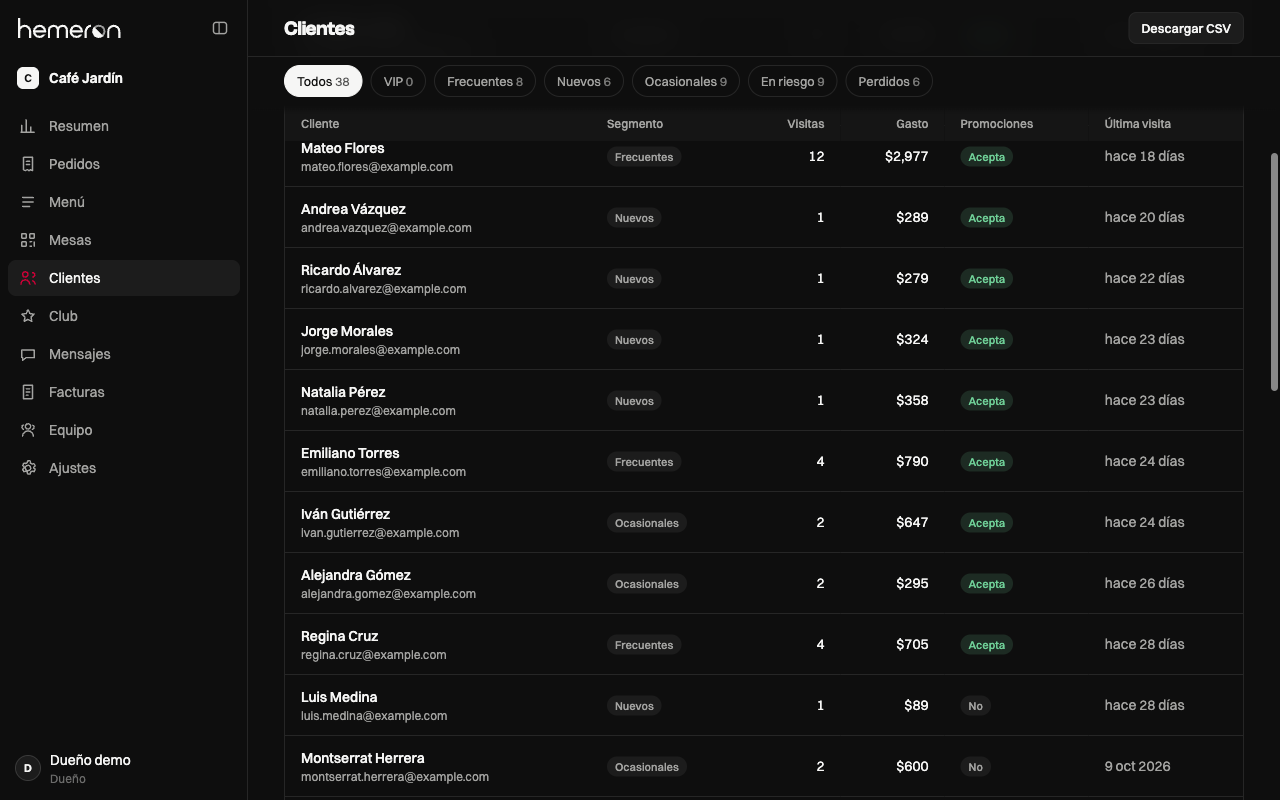 hemeron
C Café Jardín
Resumen
Pedidos
Menú
Mesas
Clientes
Club
Mensajes
Facturas
Equipo
Ajustes
D Dueño demo
Dueño
Clientes
Descargar CSV
Todos 38 VIP 0 Frecuentes 8 Nuevos 6 Ocasionales 9 En riesgo 9 Perdidos 6
Cliente Segmento Visitas Gasto Promociones Última visita
Mateo Flores
mateo.flores@example.com
Frecuentes 12 $2,977 Acepta hace 18 días
Andrea Vázquez
andrea.vazquez@example.com
Nuevos 1 $289 Acepta hace 20 días
Ricardo Álvarez
ricardo.alvarez@example.com
Nuevos 1 $279 Acepta hace 22 días
Jorge Morales
jorge.morales@example.com
Nuevos 1 $324 Acepta hace 23 días
Natalia Pérez
natalia.perez@example.com
Nuevos 1 $358 Acepta hace 23 días
Emiliano Torres
emiliano.torres@example.com
Frecuentes 4 $790 Acepta hace 24 días
Iván Gutiérrez
ivan.gutierrez@example.com
Ocasionales 2 $647 Acepta hace 24 días
Alejandra Gómez
alejandra.gomez@example.com
Ocasionales 2 $295 Acepta hace 26 días
Regina Cruz
regina.cruz@example.com
Frecuentes 4 $705 Acepta hace 28 días
Luis Medina
luis.medina@example.com
Nuevos 1 $89 No hace 28 días
Montserrat Herrera
montserrat.herrera@example.com
Ocasionales 2 $600 No 9 oct 2026